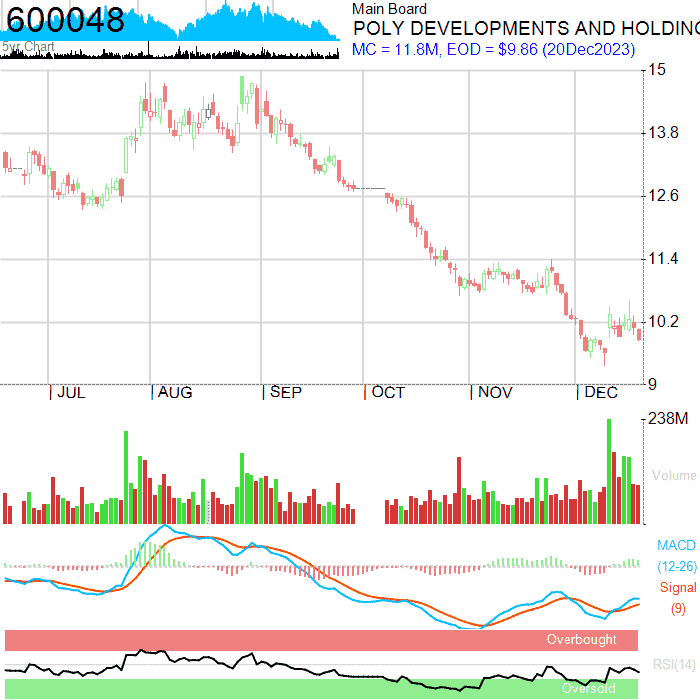 600048
5yr Chart
Main Board
POLY DEVELOPMENTS AND HOLDING
MC = 11.8M, EOD = $9.86 (20Dec2023)
15
13.8
12.6
11.4
10.2
9
JUL AUG SEP OCT NOV DEC
238M
Volume
MACD
(12-26)
Signal
(9)
Overbought
RSI(14)
Oversold